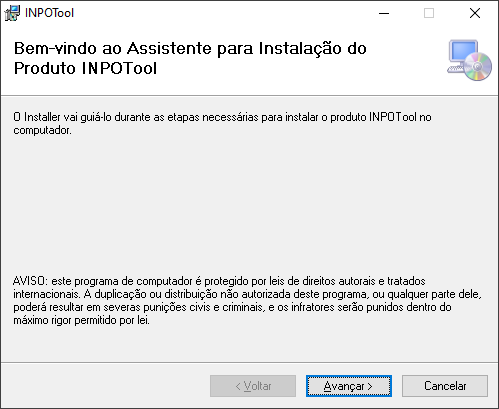 INPOTool
Bem-vindo ao Assistente para Instalação do
Produto INPOTool
O Installer vai guiá-lo durante as etapas necessárias para instalar o produto INPOTool no
computador.
AVISO: este programa de computador é protegido por leis de direitos autorais e tratados
internacionais. A duplicação ou distribuição não autorizada deste programa, ou qualquer parte dele,
poderá resultar em severas punições civis e criminais, e os infratores serão punidos dentro do
máximo rigor permitido por lei.
< Voltar
Avançar >
Cancelar